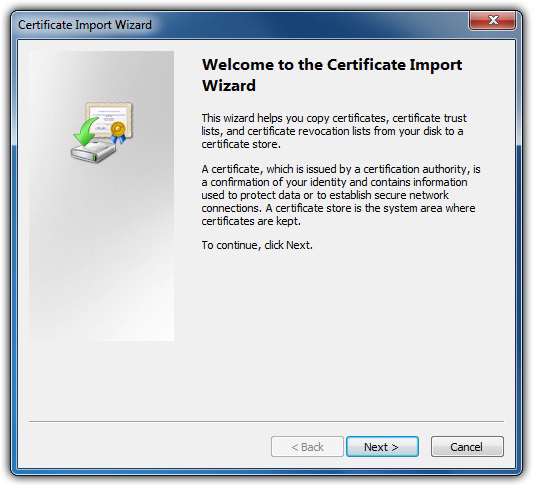 Certificate Import Wizard
Welcome to the Certificate Import
Wizard
This wizard helps you copy certificates, certificate trust
lists, and certificate revocation lists from your disk to a
certificate store.
A certificate, which is issued by a certification authority, is
a confirmation of your identity and contains information
used to protect data or to establish secure network
connections. A certificate store is the system area where
certificates are kept.
To continue, click Next.
< Back Next > Cancel